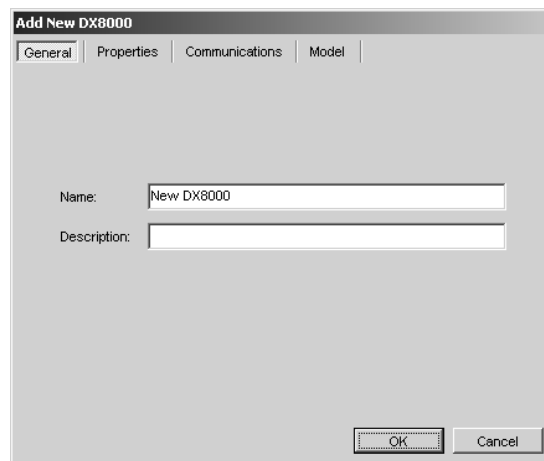 Add New DX8000
General Properties Communications Model
Name: New DX8000
Description:
OK Cancel